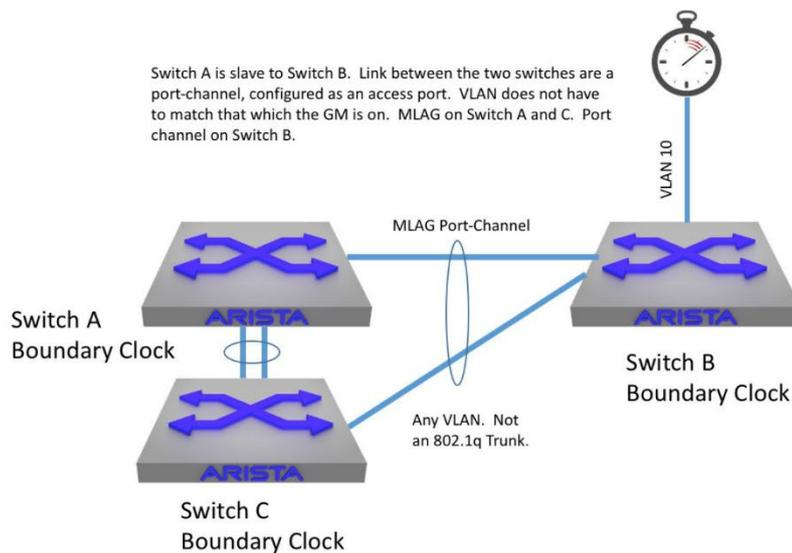 Switch A is slave to Switch B.  Link between the two switches are a
port-channel, configured as an access port.  VLAN does not have
to match that which the GM is on.  MLAG on Switch A and C.  Port
channel on Switch B.
VLAN 10
MLAG Port-Channel
ARISTA
ARISTA
Switch A
Boundary Clock
Switch B
Boundary Clock
Any VLAN.  Not
an 802.1q Trunk.
ARISTA
Switch C
Boundary Clock